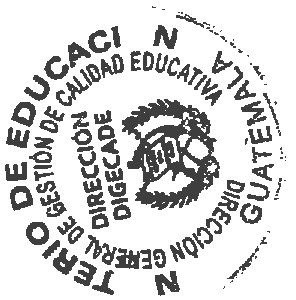 N TERIO DE EDUCACI N
DIRECCIÓN GENERAL DE GESTIÓN DE CALIDAD EDUCATIVA
DIRECCIÓN
DIGECADE
GUATEMALA